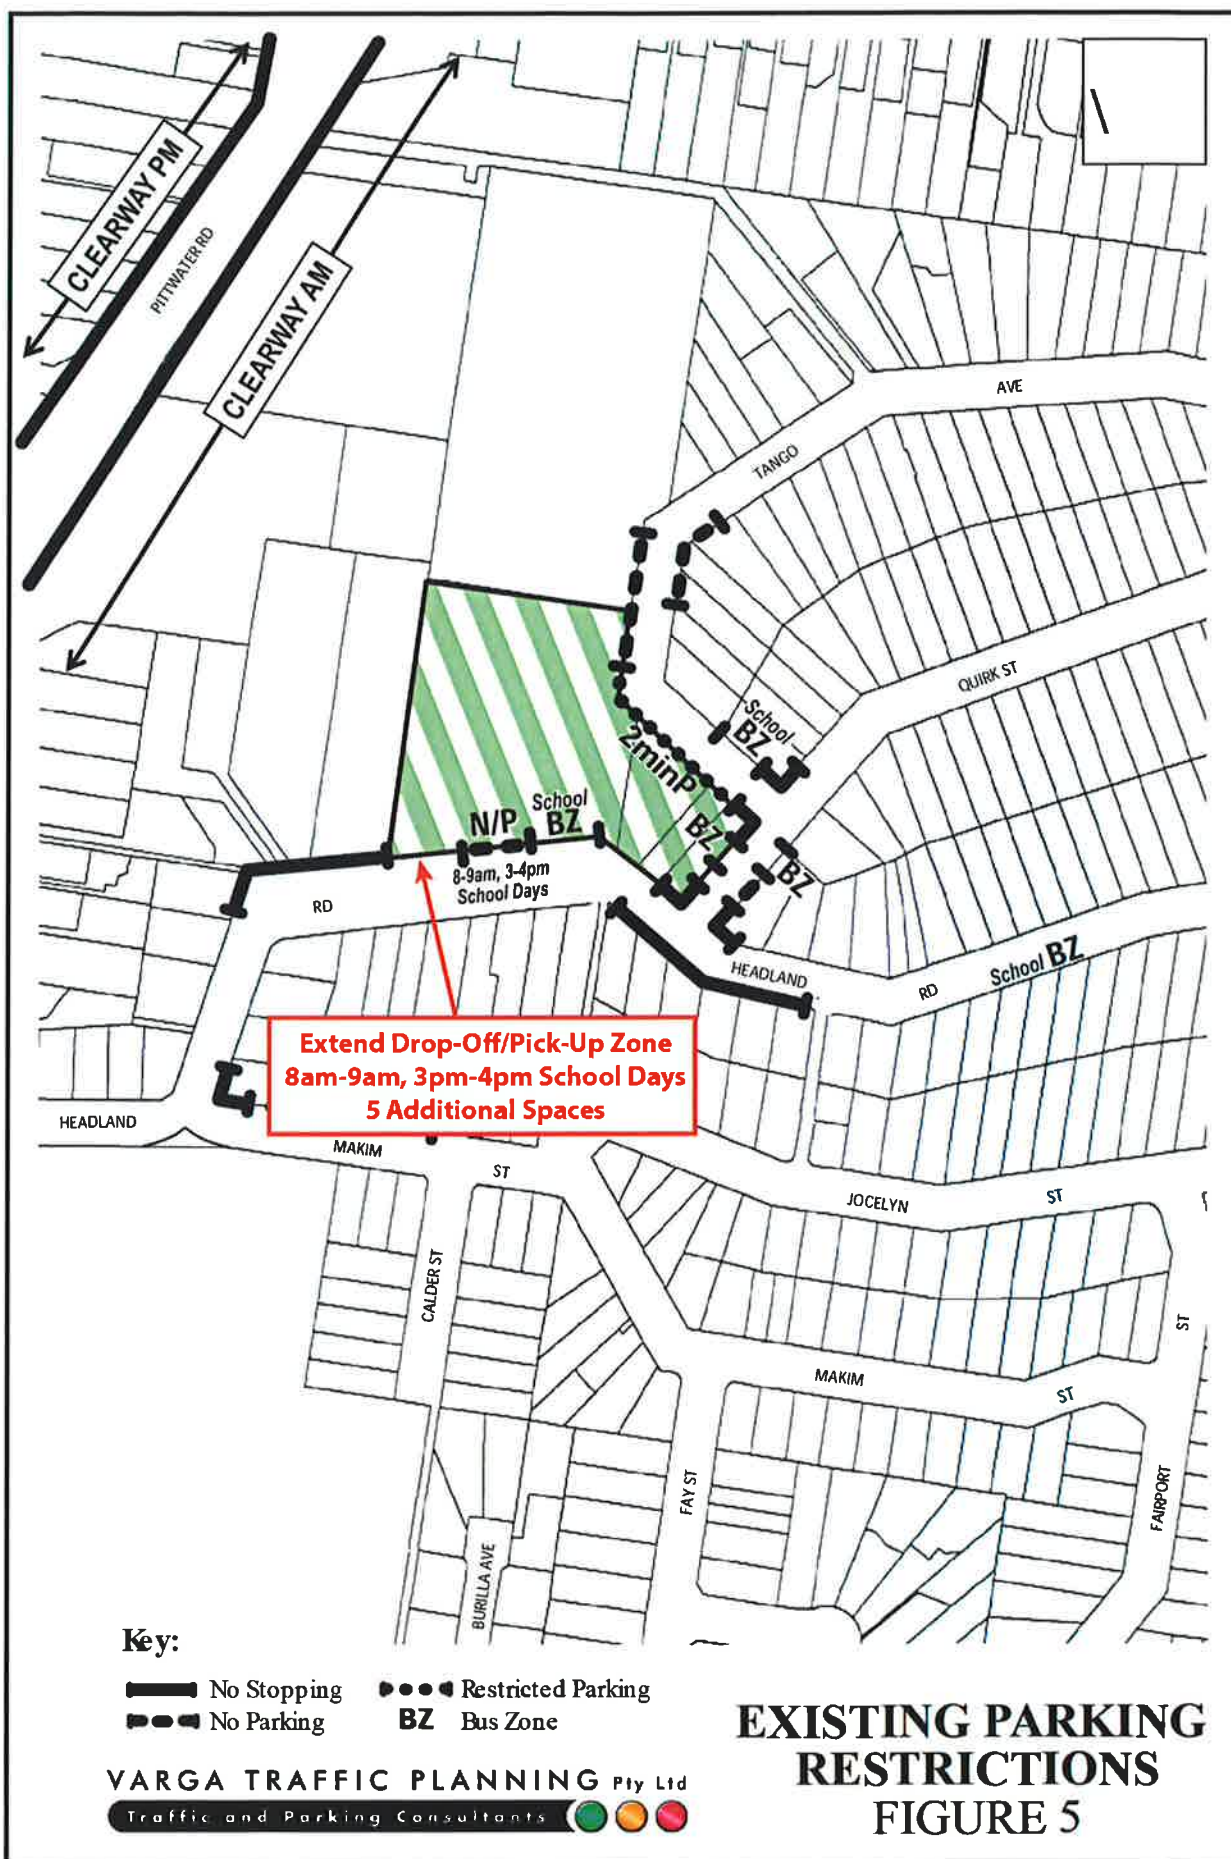 CLEARWAY PM
PITTWATER RD
CLEARWAY AM
AVE
TANGO
QUIRK ST
School
BZ
2minP
School
N/P
BZ
BZ
BZ
8-9am, 3-4pm
School Days
RD
HEADLAND
RD
School BZ
Extend Drop-Off/Pick-Up Zone
8am-9am, 3pm-4pm School Days
5 Additional Spaces
HEADLAND
MAKIM
ST
JOCELYN
ST
CALDER ST
ST
MAKIM
ST
FAY ST
FAIRPORT
BURILLA AVE
Key:
No Stopping
Restricted Parking
No Parking
BZ Bus Zone
EXISTING PARKING
RESTRICTIONS
FIGURE 5
VARGA TRAFFIC PLANNING Pty Ltd
Traffic and Parking Consultants